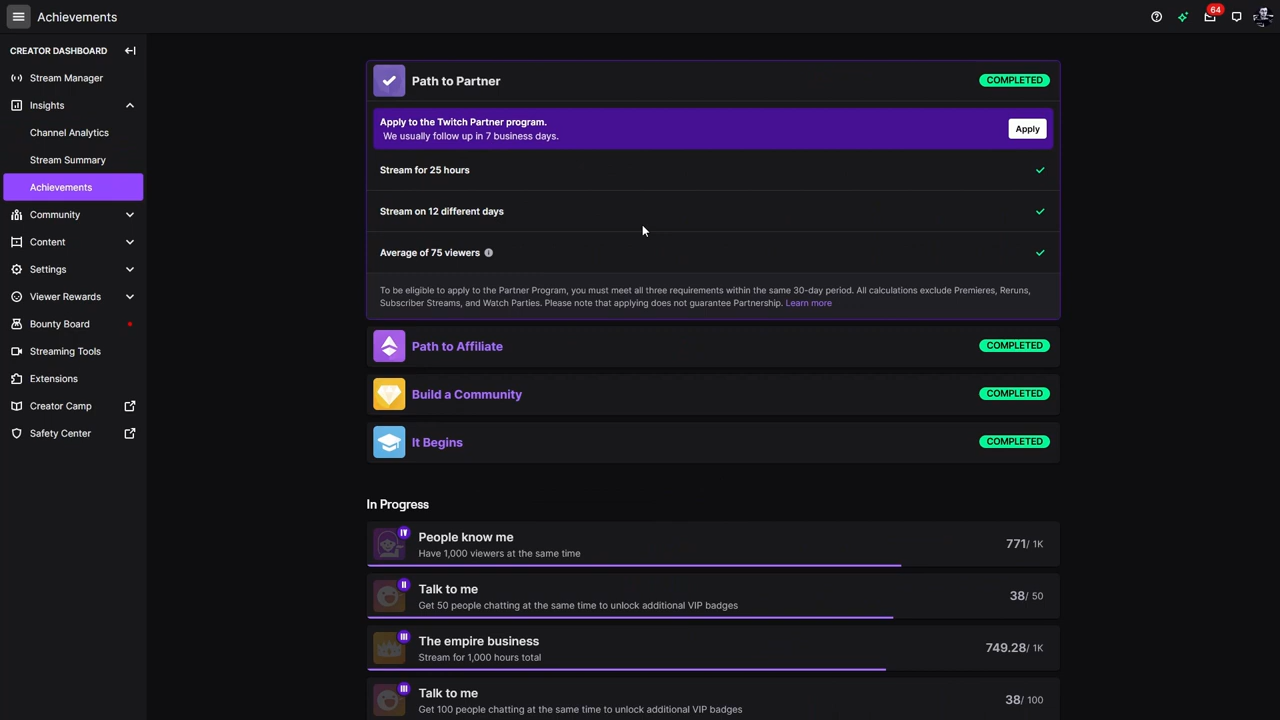 Achievements
64
CREATOR DASHBOARD
Stream Manager
Insights
Channel Analytics
Stream Summary
Achievements
Community
Content
Settings
Viewer Rewards
Bounty Board
Streaming Tools
Extensions
Creator Camp
Safety Center
Path to Partner
COMPLETED
Apply to the Twitch Partner program.
We usually follow up in 7 business days.
Apply
Stream for 25 hours
Stream on 12 different days
Average of 75 viewers
To be eligible to apply to the Partner Program, you must meet all three requirements within the same 30-day period. All calculations exclude Premieres, Reruns,
Subscriber Streams, and Watch Parties. Please note that applying does not guarantee Partnership. Learn more
Path to Affiliate
COMPLETED
Build a Community
COMPLETED
It Begins
COMPLETED
In Progress
IV
People know me
Have 1,000 viewers at the same time
771/ 1K
II
Talk to me
Get 50 people chatting at the same time to unlock additional VIP badges
38/ 50
III
The empire business
Stream for 1,000 hours total
749.28/ 1K
III
Talk to me
Get 100 people chatting at the same time to unlock additional VIP badges
38/ 100